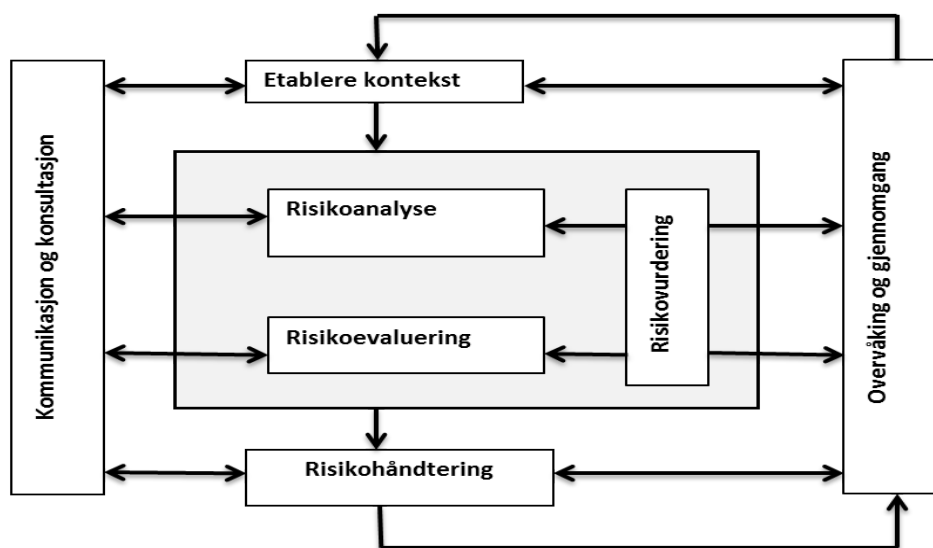 Etablere kontekst
Kommunikasjon og konsultasjon
Risikoanalyse
Risikovurdering
Risikoevaluering
Overvåking og gjennomgang
Risikohåndtering